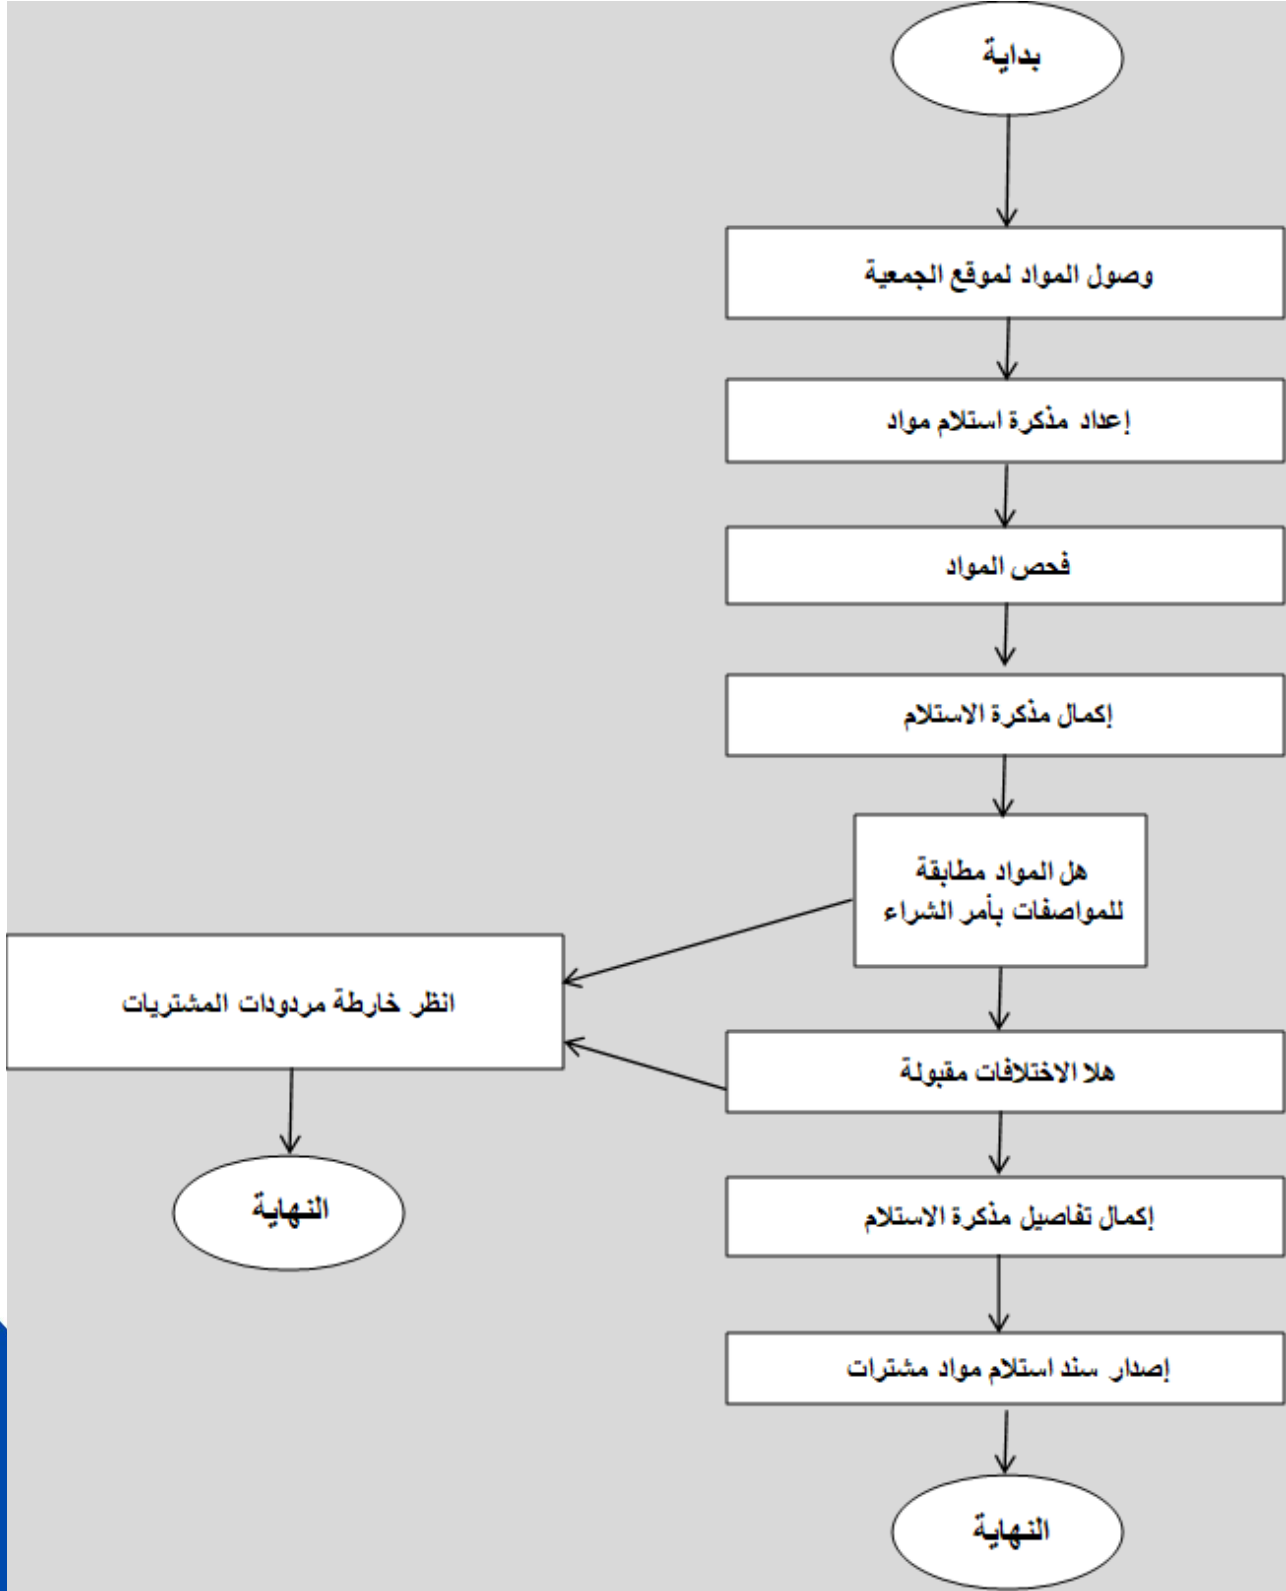 بداية
وصول المواد لموقع الجمعية
إعداد مذكرة استلام مواد
فحص المواد
إكمال مذكرة الاستلام
هل المواد مطابقة
للمواصفات بأمر الشراء
انظر خارطة مردودات المشتريات
هلا الاختلافات مقبولة
النهاية
إكمال تفاصيل مذكرة الاستلام
إصدار سند استلام مواد مشترات
النهاية